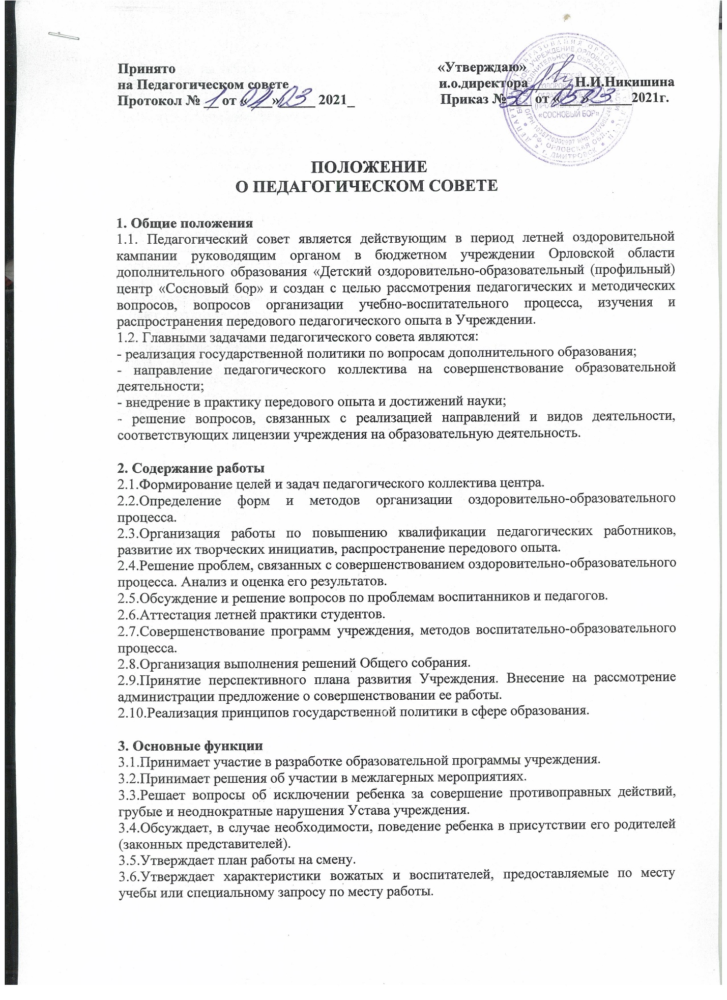 Принято «Утверждаю»
на Педагогическом совете и.о.директора Н.И.Никишина
Протокол № 1 от «01» 03 2021_ Приказ № от «05» 03 2021г.
ДЕПАРТАМЕНТ ОБРАЗОВАНИЯ ОРЛОВСКОЙ
«СОСНОВЫЙ БОР»
РФ, ОРЛОВСКАЯ ОБЛ.,
г. ДМИТРОВСК
ПОЛОЖЕНИЕ
О ПЕДАГОГИЧЕСКОМ СОВЕТЕ
1. Общие положения
1.1. Педагогический совет является действующим в период летней оздоровительной
кампании руководящим органом в бюджетном учреждении Орловской области
дополнительного образования «Детский оздоровительно-образовательный (профильный)
центр «Сосновый бор» и создан с целью рассмотрения педагогических и методических
вопросов, вопросов организации учебно-воспитательного процесса, изучения и
распространения передового педагогического опыта в Учреждении.
1.2. Главными задачами педагогического совета являются:
- реализация государственной политики по вопросам дополнительного образования;
- направление педагогического коллектива на совершенствование образовательной
деятельности;
- внедрение в практику передового опыта и достижений науки;
- решение вопросов, связанных с реализацией направлений и видов деятельности,
соответствующих лицензии учреждения на образовательную деятельность.
2. Содержание работы
2.1.Формирование целей и задач педагогического коллектива центра.
2.2.Определение форм и методов организации оздоровительно-образовательного
процесса.
2.3.Организация работы по повышению квалификации педагогических работников,
развитие их творческих инициатив, распространение передового опыта.
2.4.Решение проблем, связанных с совершенствованием оздоровительно-образовательного
процесса. Анализ и оценка его результатов.
2.5.Обсуждение и решение вопросов по проблемам воспитанников и педагогов.
2.6.Аттестация летней практики студентов.
2.7.Совершенствование программ учреждения, методов воспитательно-образовательного
процесса.
2.8.Организация выполнения решений Общего собрания.
2.9.Принятие перспективного плана развития Учреждения. Внесение на рассмотрение
администрации предложение о совершенствовании ее работы.
2.10.Реализация принципов государственной политики в сфере образования.
3. Основные функции
3.1.Принимает участие в разработке образовательной программы учреждения.
3.2.Принимает решения об участии в межлагерных мероприятиях.
3.3.Решает вопросы об исключении ребенка за совершение противоправных действий,
грубые и неоднократные нарушения Устава учреждения.
3.4.Обсуждает, в случае необходимости, поведение ребенка в присутствии его родителей
(законных представителей).
3.5.Утверждает план работы на смену.
3.6.Утверждает характеристики вожатых и воспитателей, предоставляемые по месту
учебы или специальному запросу по месту работы.